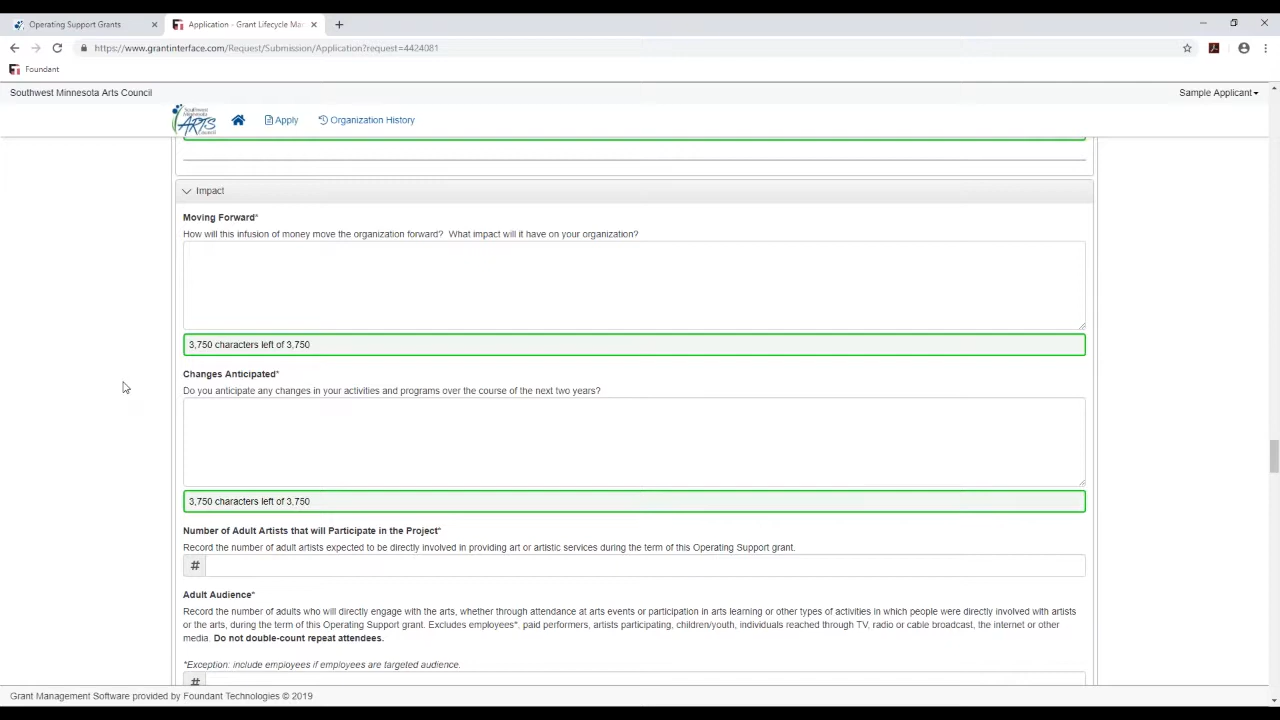 Operating Support Grants
Application - Grant Lifecycle Mar
https://www.grantinterface.com/Request/Submission/Application?request=4424081
Foundant
Southwest Minnesota Arts Council
Sample Applicant
Southwest
Minnesota
ARTS
Council
Apply
Organization History
Impact
Moving Forward*
How will this infusion of money move the organization forward?  What impact will it have on your organization?
3,750 characters left of 3,750
Changes Anticipated*
Do you anticipate any changes in your activities and programs over the course of the next two years?
3,750 characters left of 3,750
Number of Adult Artists that will Participate in the Project*
Record the number of adult artists expected to be directly involved in providing art or artistic services during the term of this Operating Support grant.
#
Adult Audience*
Record the number of adults who will directly engage with the arts, whether through attendance at arts events or participation in arts learning or other types of activities in which people were directly involved with artists
or the arts, during the term of this Operating Support grant. Excludes employees*, paid performers, artists participating, children/youth, individuals reached through TV, radio or cable broadcast, the internet or other
media. Do not double-count repeat attendees.
*Exception: include employees if employees are targeted audience.
#
Grant Management Software provided by Foundant Technologies © 2019